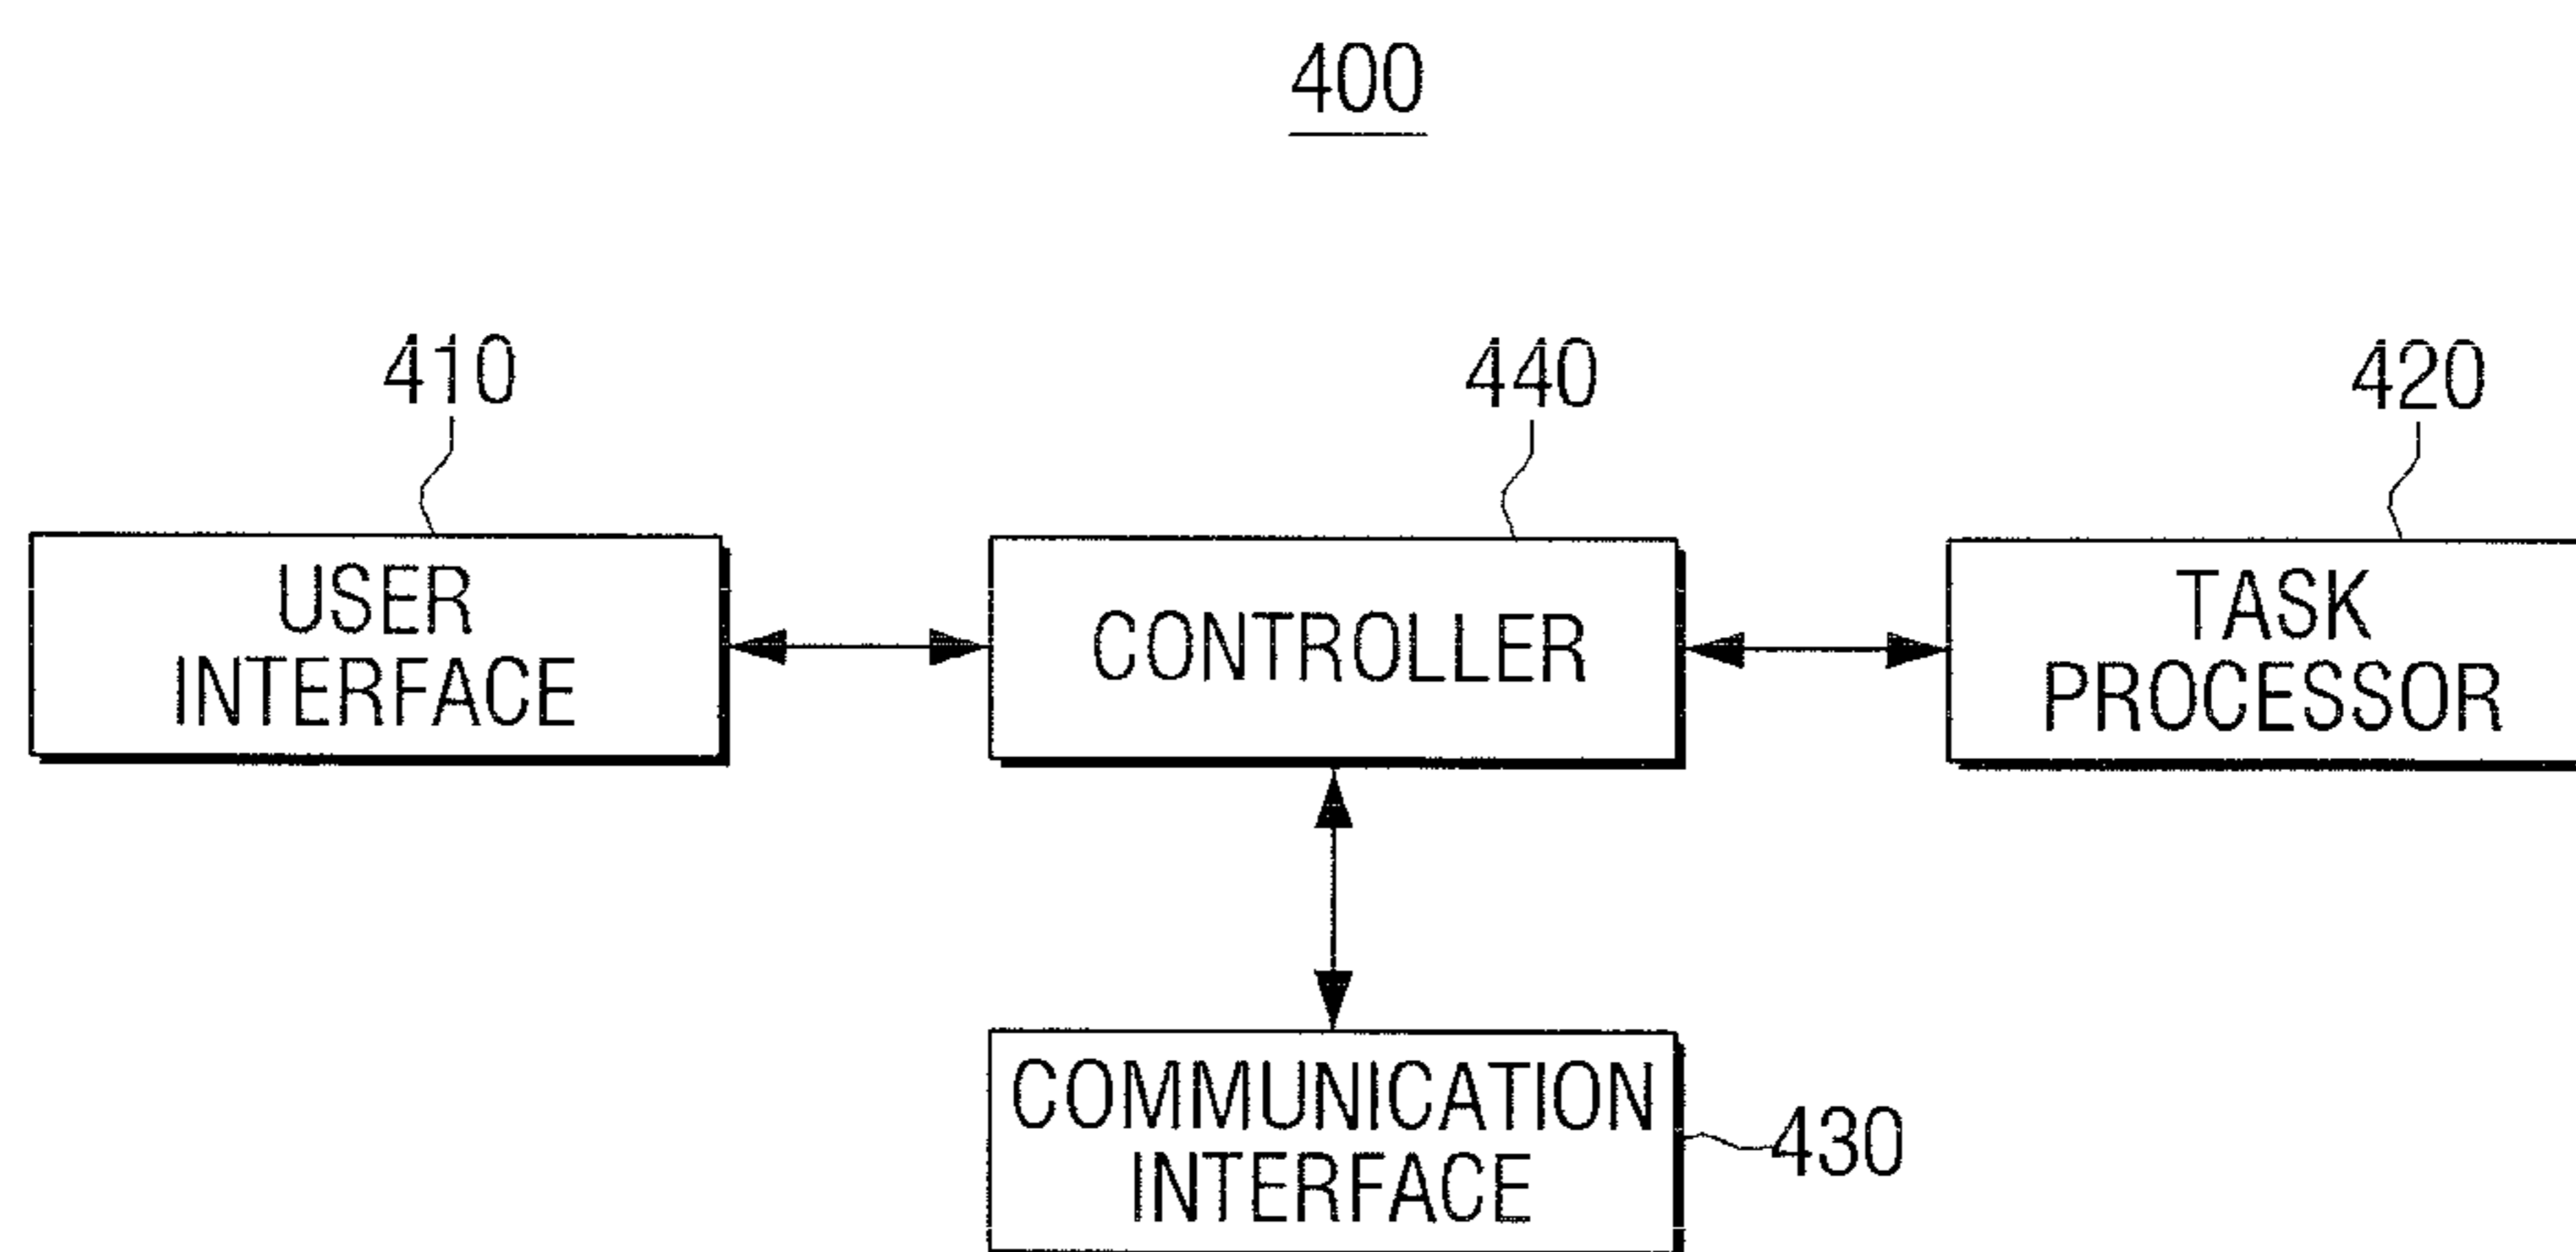 400
410
440
420
USER
INTERFACE
CONTROLLER
TASK
PROCESSOR
COMMUNICATION
INTERFACE
430